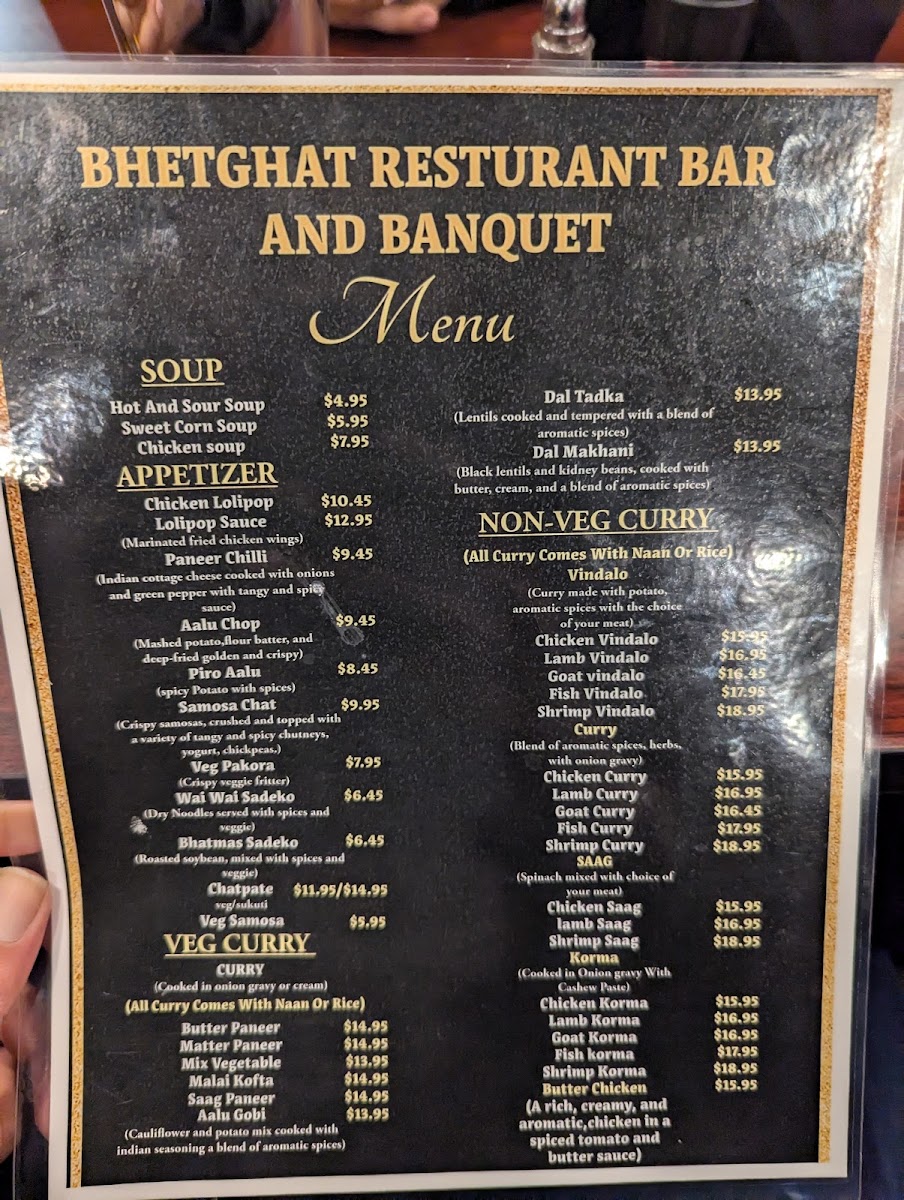 BHETGHAT RESTURANT BAR
AND BANQUET
Menu
SOUP
Hot And Sour Soup $4.95
Sweet Corn Soup $5.95
Chicken soup $7.95
APPETIZER
Chicken Lolipop $10.45
Lolipop Sauce $12.95
(Marinated fried chicken wings)
Paneer Chilli $9.45
(Indian cottage cheese cooked with onions
and green pepper with tangy and spicy
sauce)
Aalu Chop $9.45
(Mashed potato,flour batter, and
deep-fried golden and crispy)
Piro Aalu $8.45
(spicy Potato with spices)
Samosa Chat $9.95
(Crispy samosas, crushed and topped with
a variety of tangy and spicy chutneys,
yogurt, chickpeas,)
Veg Pakora $7.95
(Crispy veggie fritter)
Wai Wai Sadeko $6.45
(Dry Noodles served with spices and
veggie)
Bhatmas Sadeko $6.45
(Roasted soybean, mixed with spices and
veggie)
Chatpate $11.95/$14.95
veg/sukuti
Veg Samosa $5.95
VEG CURRY
CURRY
(Cooked in onion gravy or cream)
(All Curry Comes With Naan Or Rice)
Butter Paneer $14.95
Matter Paneer $14.95
Mix Vegetable $13.95
Malai Kofta $14.95
Saag Paneer $14.95
Aalu Gobi $13.95
(Cauliflower and potato mix cooked with
indian seasoning a blend of aromatic spices)
Dal Tadka $13.95
(Lentils cooked and tempered with a blend of
aromatic spices)
Dal Makhani $13.95
(Black lentils and kidney beans, cooked with
butter, cream, and a blend of aromatic spices)
NON-VEG CURRY
(All Curry Comes With Naan Or Rice)
Vindalo
(Curry made with potato,
aromatic spices with the choice
of your meat)
Chicken Vindalo $15.95
Lamb Vindalo $16.95
Goat vindalo $16.45
Fish Vindalo $17.95
Shrimp Vindalo $18.95
Curry
(Blend of aromatic spices, herbs,
with onion gravy)
Chicken Curry $15.95
Lamb Curry $16.95
Goat Curry $16.45
Fish Curry $17.95
Shrimp Curry $18.95
SAAG
(Spinach mixed with choice of
your meat)
Chicken Saag $15.95
lamb Saag $16.95
Shrimp Saag $18.95
Korma
(Cooked in Onion gravy With
Cashew Paste)
Chicken Korma $15.95
Lamb Korma $16.95
Goat Korma $16.95
Fish korma $17.95
Shrimp Korma $18.95
Butter Chicken $15.95
(A rich, creamy, and
aromatic,chicken in a
spiced tomato and
butter sauce)